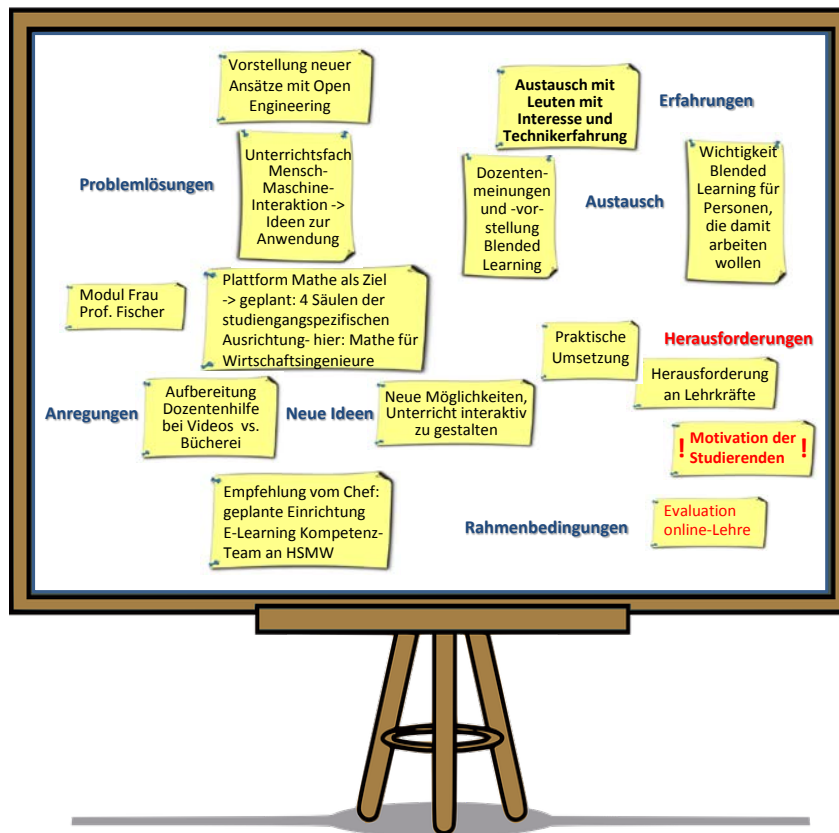 Vorstellung neuer
Ansätze mit Open
Engineering
Austausch mit
Leuten mit
Interesse und
Technikerfahrung
Erfahrungen
Problemlösungen
Unterrichtsfach
Mensch-
Maschine-
Interaktion ->
Ideen zur
Anwendung
Dozenten-
meinungen
und -vor-
stellung
Blended
Learning
Austausch
Wichtigkeit
Blended
Learning für
Personen,
die damit
arbeiten
wollen
Modul Frau
Prof. Fischer
Plattform Mathe als Ziel
-> geplant: 4 Säulen der
studiengangspezifischen
Ausrichtung- hier: Mathe für
Wirtschaftsingenieure
Praktische
Umsetzung
Herausforderungen
Herausforderung
an Lehrkräfte
Anregungen
Aufbereitung
Dozentenhilfe
bei Videos vs.
Bücherei
Neue Ideen
Neue Möglichkeiten,
Unterricht interaktiv
zu gestalten
! Motivation der
Studierenden !
Empfehlung vom Chef:
geplante Einrichtung
E-Learning Kompetenz-
Team an HSMW
Rahmenbedingungen
Evaluation
online-Lehre